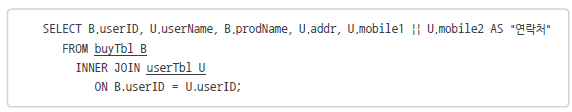 SELECT B.userID, U.userName, B.prodName, U.addr, U.mobile1 || U.mobile2 AS "연락처"
FROM buyTbl B
INNER JOIN userTbl U
ON B.userID = U.userID;